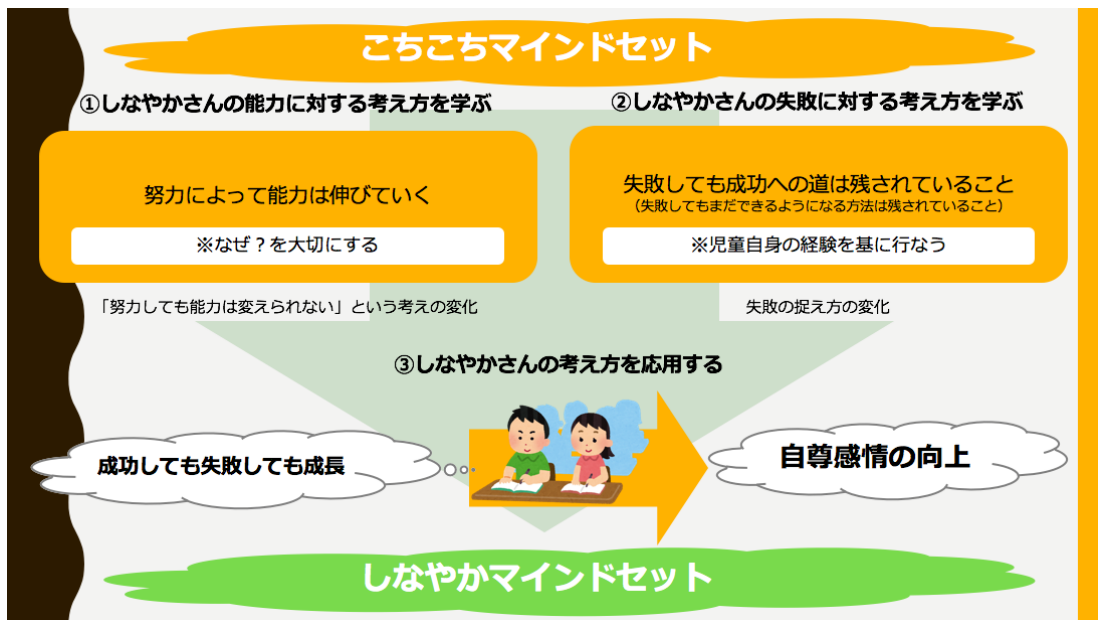 こちこちマインドセット
①しなやかさんの能力に対する考え方を学ぶ
努力によって能力は伸びていく
※なぜ？を大切にする
「努力しても能力は変えられない」という考えの変化
②しなやかさんの失敗に対する考え方を学ぶ
失敗しても成功への道は残されていること
（失敗してもまだできるようになる方法は残されていること）
※児童自身の経験を基に行なう
失敗の捉え方の変化
③しなやかさんの考え方を応用する
成功しても失敗しても成長
自尊感情の向上
しなやかマインドセット